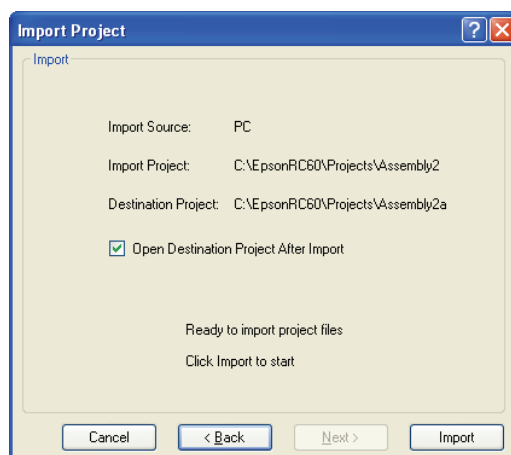 Import Project
Import
Import Source: PC
Import Project: C:\EpsonRC60\Projects\Assembly2
Destination Project: C:\EpsonRC60\Projects\Assembly2a
Open Destination Project After Import
Ready to import project files
Click Import to start
Cancel < Back Next > Import